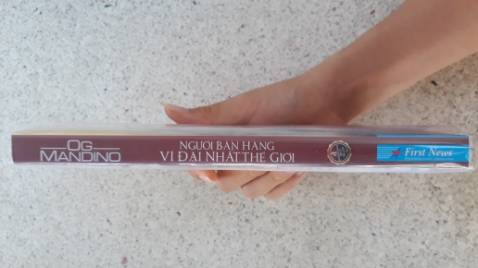 OG
MANDINO
NGƯỜI BÁN HÀNG
VĨ ĐẠI NHẤT THẾ GIỚI
First News